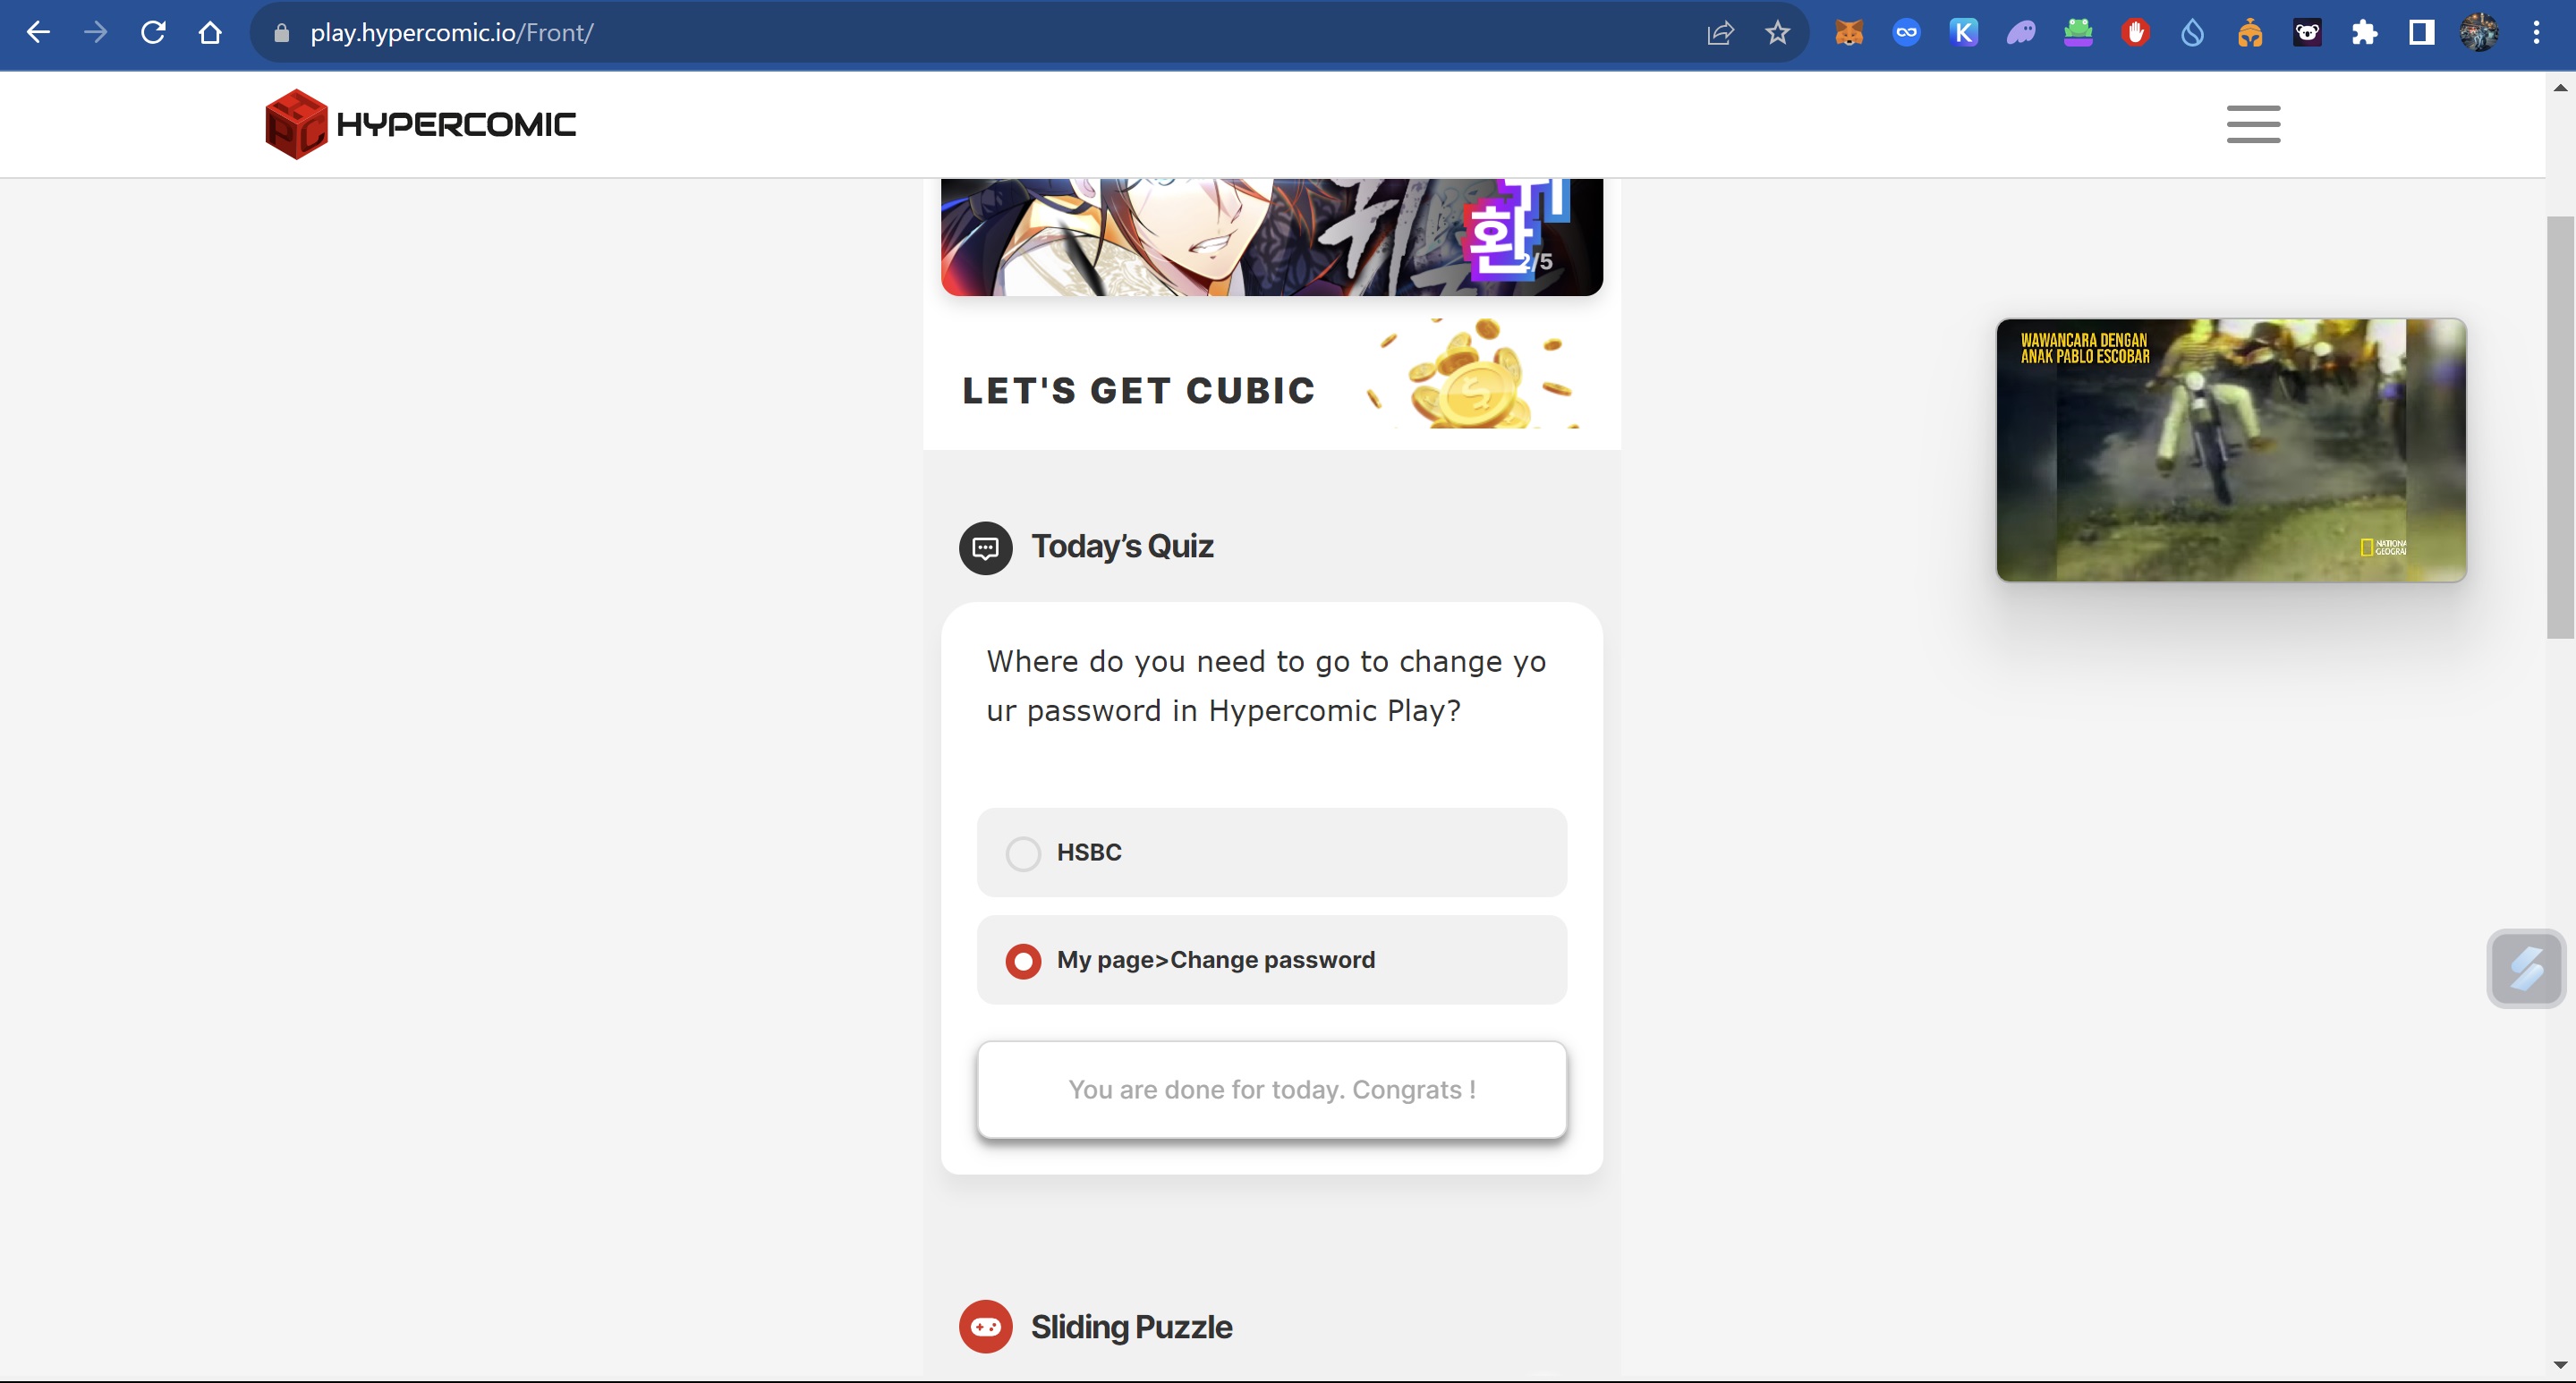 play.hypercomic.io/Front/
HYPERCOMIC
환
2/5
LET'S GET CUBIC
WAWANCARA DENGAN
ANAK PABLO ESCOBAR
Today's Quiz
Where do you need to go to change yo
ur password in Hypercomic Play?
HSBC
My page>Change password
You are done for today. Congrats !
Sliding Puzzle